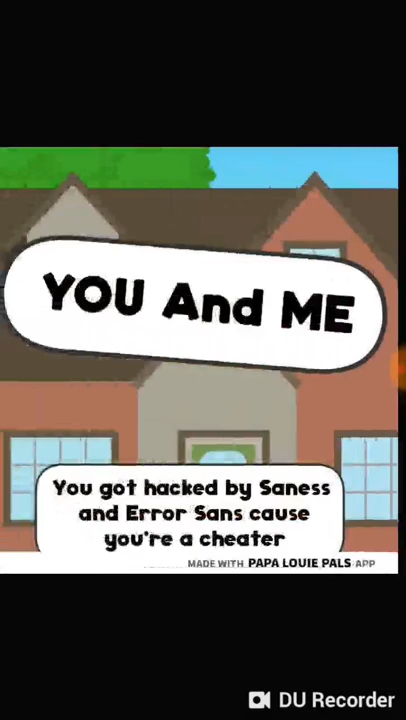 YOU And ME
You got hacked by Saness
and Error Sans cause
you're a cheater
MADE WITH PAPA LOUIE PALS APP
DU Recorder